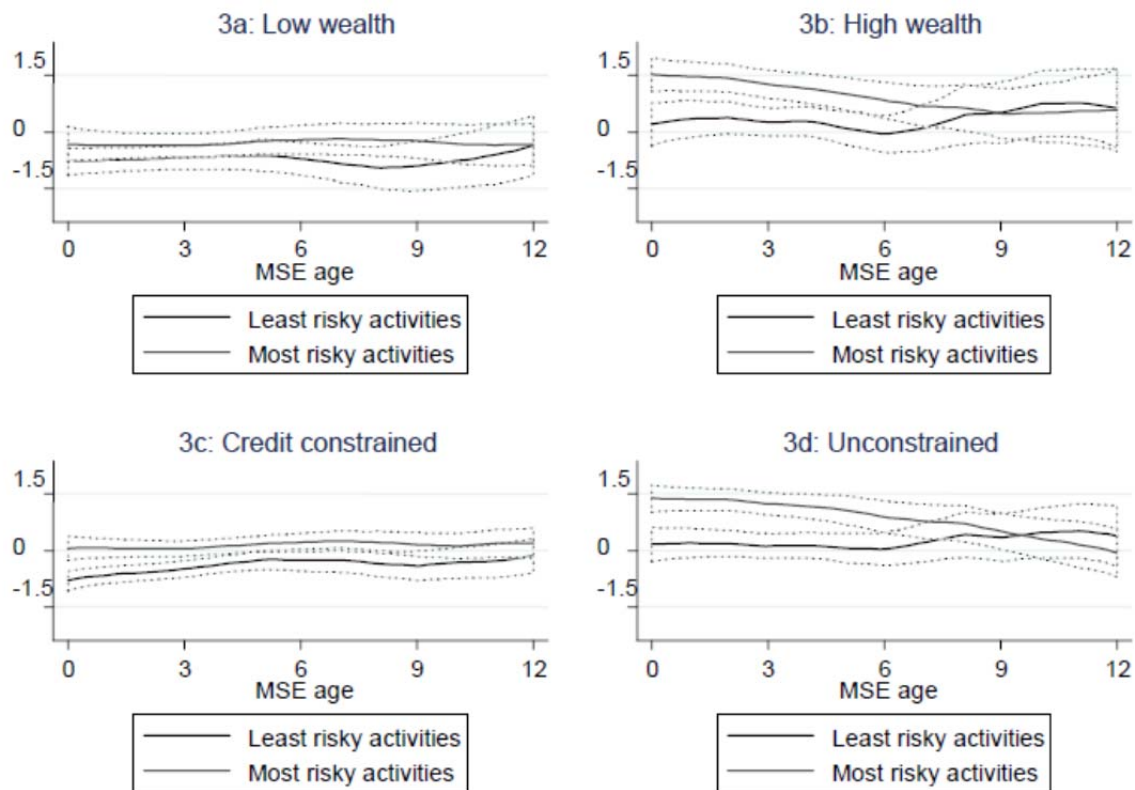 3a: Low wealth
1.5
0
-1.5
0 3 6 9 12
MSE age
Least risky activities
Most risky activities
3b: High wealth
1.5
0
-1.5
0 3 6 9 12
MSE age
Least risky activities
Most risky activities
3c: Credit constrained
1.5
0
-1.5
0 3 6 9 12
MSE age
Least risky activities
Most risky activities
3d: Unconstrained
1.5
0
-1.5
0 3 6 9 12
MSE age
Least risky activities
Most risky activities